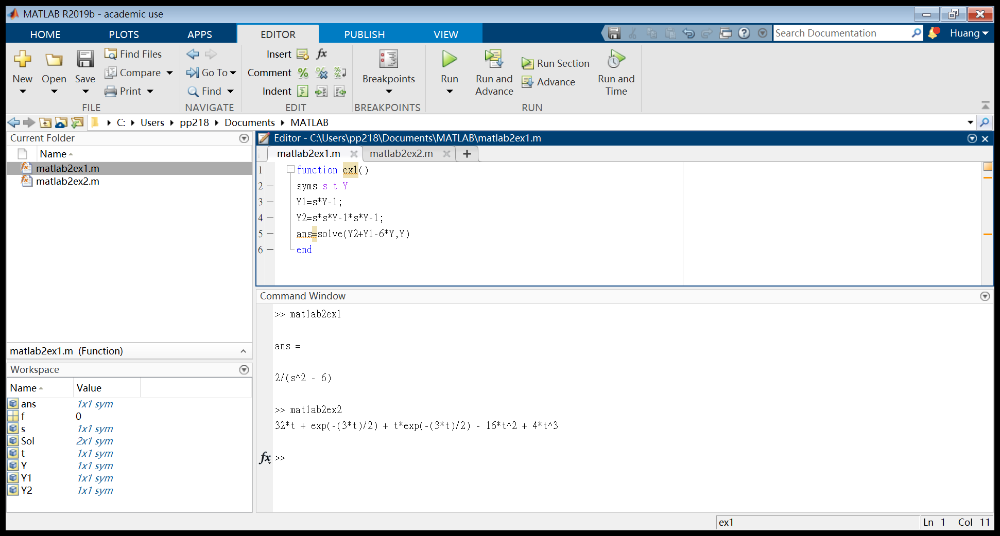 MATLAB R2019b - academic use
HOME PLOTS APPS EDITOR PUBLISH VIEW Search Documentation Huang
New Open Save Find Files Compare Print Go To Find Insert fx Comment Indent Breakpoints Run Run and Advance Run Section Advance Run and Time
FILE NAVIGATE EDIT BREAKPOINTS RUN
C: Users pp218 Documents MATLAB
Current Folder
Name
matlab2ex1.m
matlab2ex2.m
matlab2ex1.m (Function)
Workspace
Name Value
ans 1x1 sym
f 0
s 1x1 sym
Sol 2x1 sym
t 1x1 sym
Y 1x1 sym
Y1 1x1 sym
Y2 1x1 sym
Editor - C:\Users\pp218\Documents\MATLAB\matlab2ex1.m
matlab2ex1.m matlab2ex2.m
1 function ex1()
2 syms s t Y
3 Y1=s*Y-1;
4 Y2=s*s*Y-1*s*Y-1;
5 ans=solve(Y2+Y1-6*Y,Y)
6 end
Command Window
>> matlab2ex1
ans =
2/(s^2 - 6)
>> matlab2ex2
32*t + exp(-(3*t)/2) + t*exp(-(3*t)/2) - 16*t^2 + 4*t^3
fx >>
ex1 Ln 1 Col 11